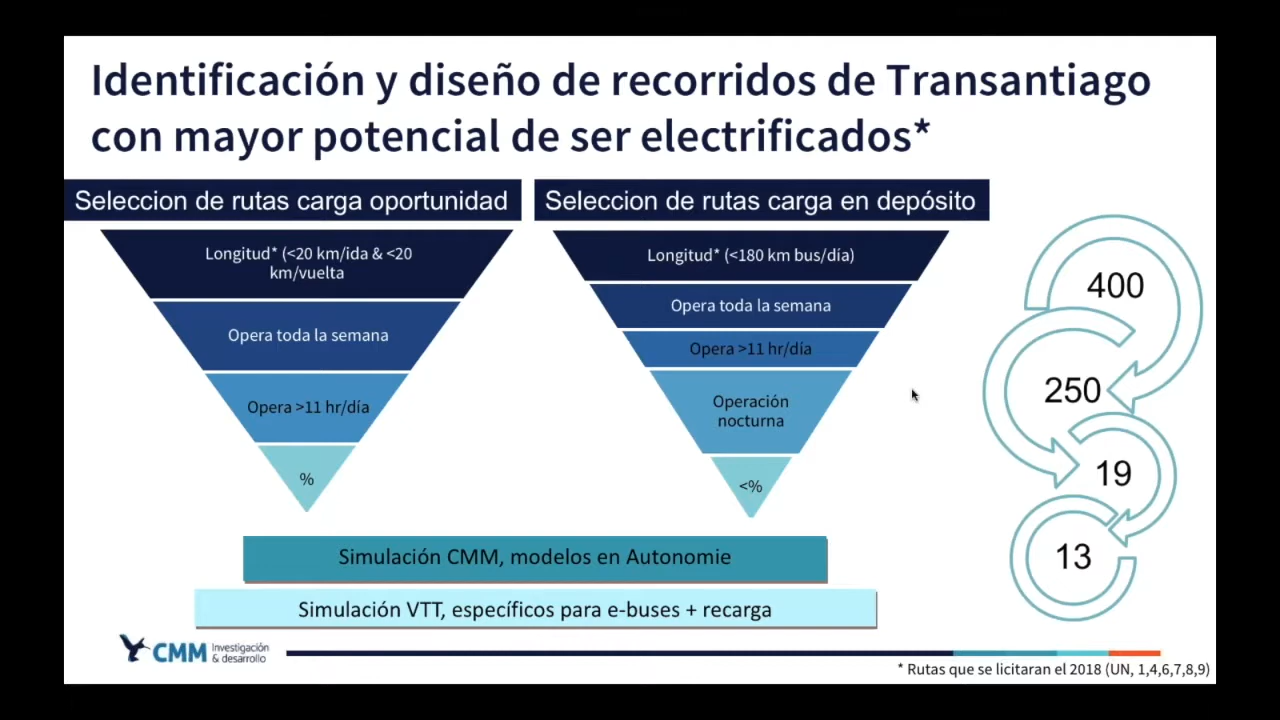 Identificación y diseño de recorridos de Transantiago
con mayor potencial de ser electrificados*
Seleccion de rutas carga oportunidad
Longitud* (<20 km/ida & <20
km/vuelta
Opera toda la semana
Opera >11 hr/día
%
Seleccion de rutas carga en depósito
Longitud* (<180 km bus/día)
Opera toda la semana
Opera >11 hr/día
Operación
nocturna
<%
400
250
19
13
Simulación CMM, modelos en Autonomie
Simulación VTT, específicos para e-buses + recarga
CMM Investigación
& desarrollo
* Rutas que se licitaran el 2018 (UN, 1,4,6,7,8,9)